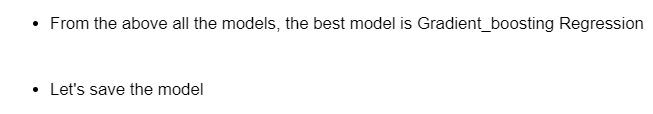 • From the above all the models, the best model is Gradient_boosting Regression
• Let's save the model